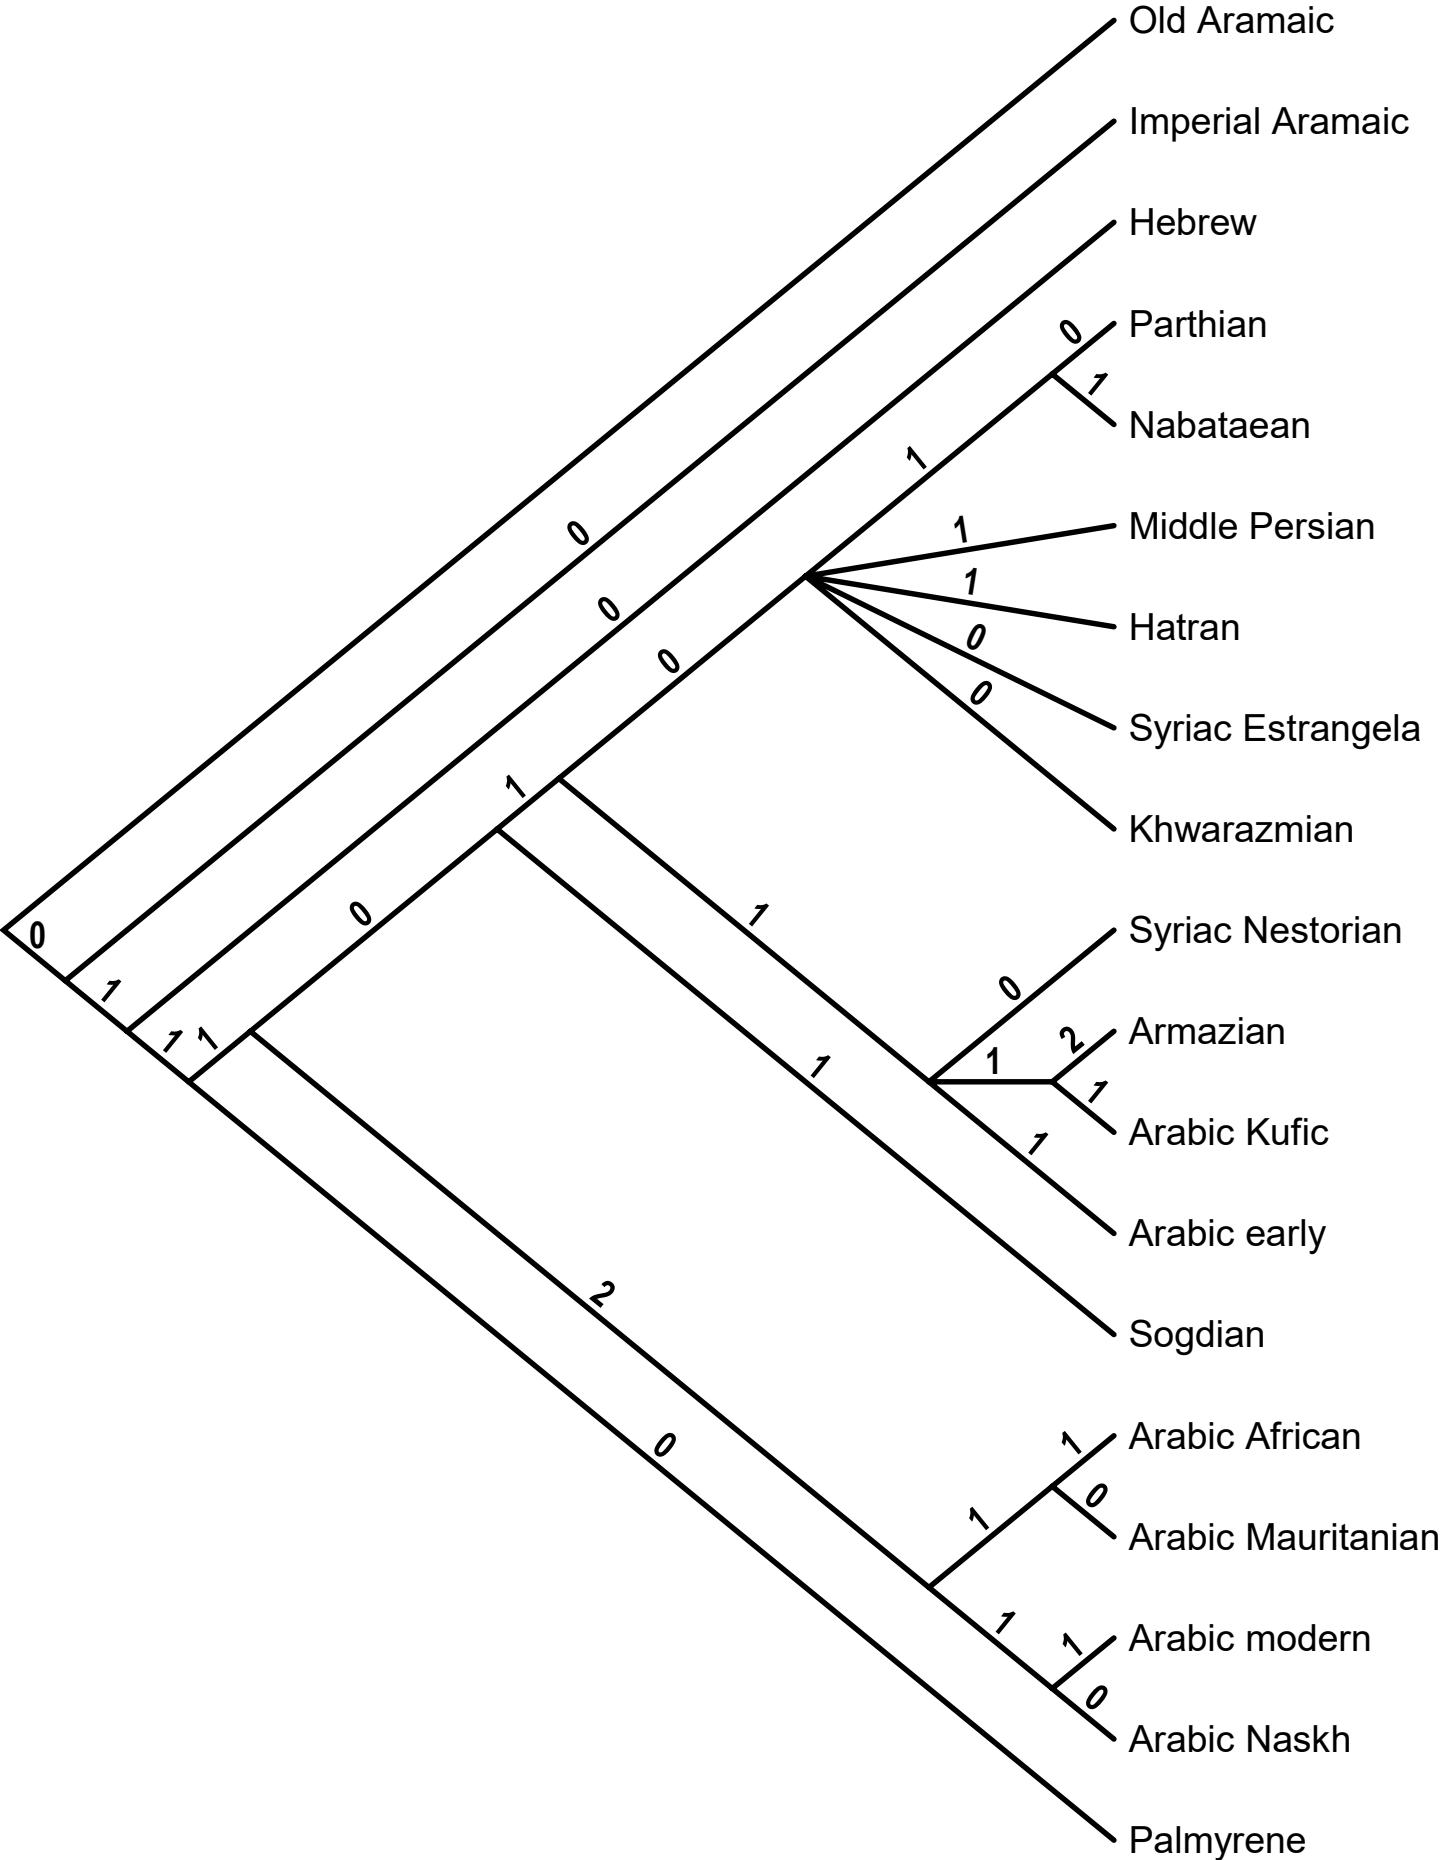 Old Aramaic
Imperial Aramaic
Hebrew
0 Parthian
1
Nabataean
1
1 Middle Persian
0
1
0 Hatran
0
0
0 Syriac Estrangela
1
Khwarazmian
0
1
0 Syriac Nestorian
0
1
1 1
2 Armazian
1
1
1 Arabic Kufic
1
Arabic early
2
Sogdian
1 Arabic African
0
0
1
Arabic Mauritanian
1
1 Arabic modern
0
Arabic Naskh
Palmyrene